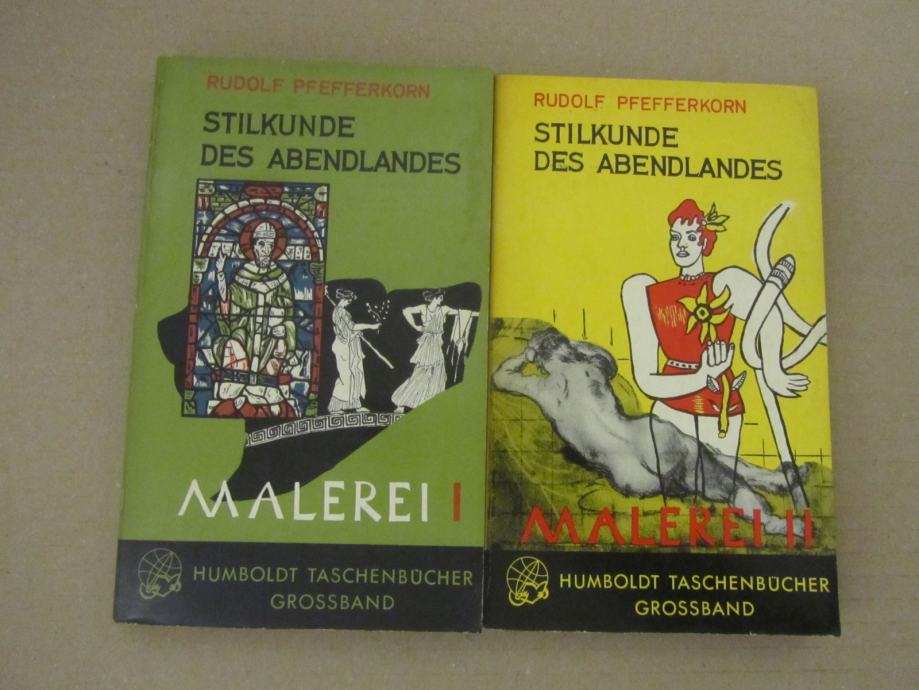 RUDOLF PFEFFERKORN
STILKUNDE
DES ABENDLANDES
MALEREI I
HUMBOLDT TASCHENBÜCHER
GROSSBAND
RUDOLF PFEFFERKORN
STILKUNDE
DES ABENDLANDES
MALEREI II
HUMBOLDT TASCHENBÜCHER
GROSSBAND